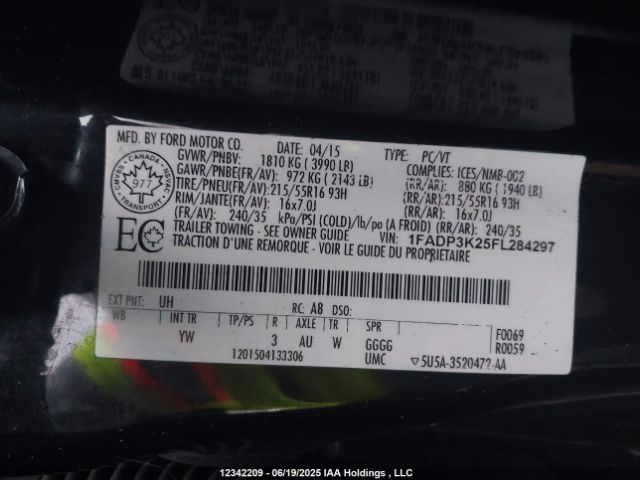 MFD. BY FORD MOTOR CO.
DATE: 04/15 TYPE: PC/VT
GVWR/PNBV: 1810 KG ( 3990 LB) COMPLIES: ICES/NMB-002
GAWR/PNBE(FR/AV): 972 KG ( 2143 LB) (RR/AR): 880 KG ( 1940 LB)
TIRE/PNEU(FR/AV): 215/55R16 93H (RR/AR): 215/55R16 93H
RIM/JANTE(FR/AV): 16x7.0J (RR/AR): 16x7.0J
(FR/AV): 240/35 kPa/PSI (COLD)/lb/po (A FROID) (RR/AR): 240/35
TRAILER TOWING - SEE OWNER GUIDE VIN: 1FADP3K25FL284297
TRACTION D'UNE REMORQUE - VOIR LE GUIDE DU PROPRIETAIRE
CANADA
977
TRANSPORT
EC
EXT PNT: UH RC: A8 DSO:
WB INT TR TP/PS R AXLE TR SPR F0069
YW 3 AU W GGGG R0059
1201504133306 UMC ▽5U5A-3520472-AA
12342209 - 06/19/2025 IAA Holdings , LLC